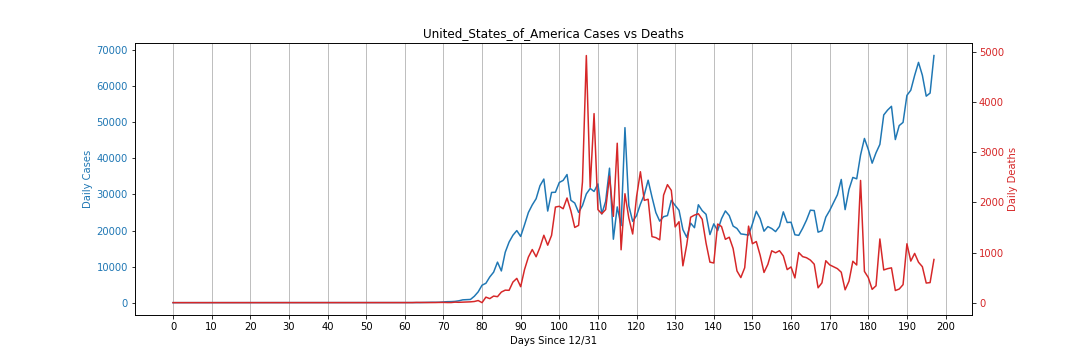 United_States_of_America Cases vs Deaths
70000
60000
50000
40000
30000
20000
10000
0
Daily Cases
5000
4000
3000
2000
1000
0
Daily Deaths
0 10 20 30 40 50 60 70 80 90 100 110 120 130 140 150 160 170 180 190 200
Days Since 12/31